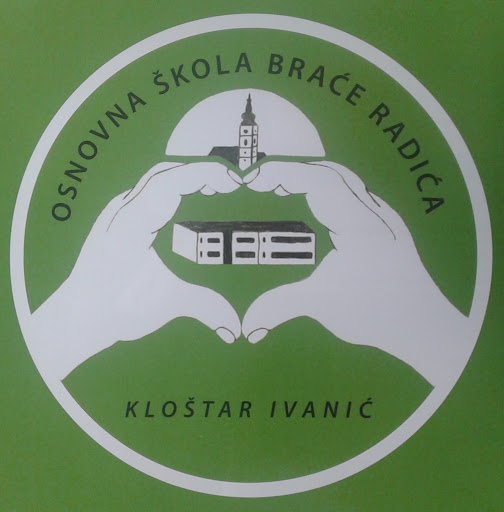 OSNOVNA ŠKOLA BRAĆE RADIĆA
KLOŠTAR IVANIĆ